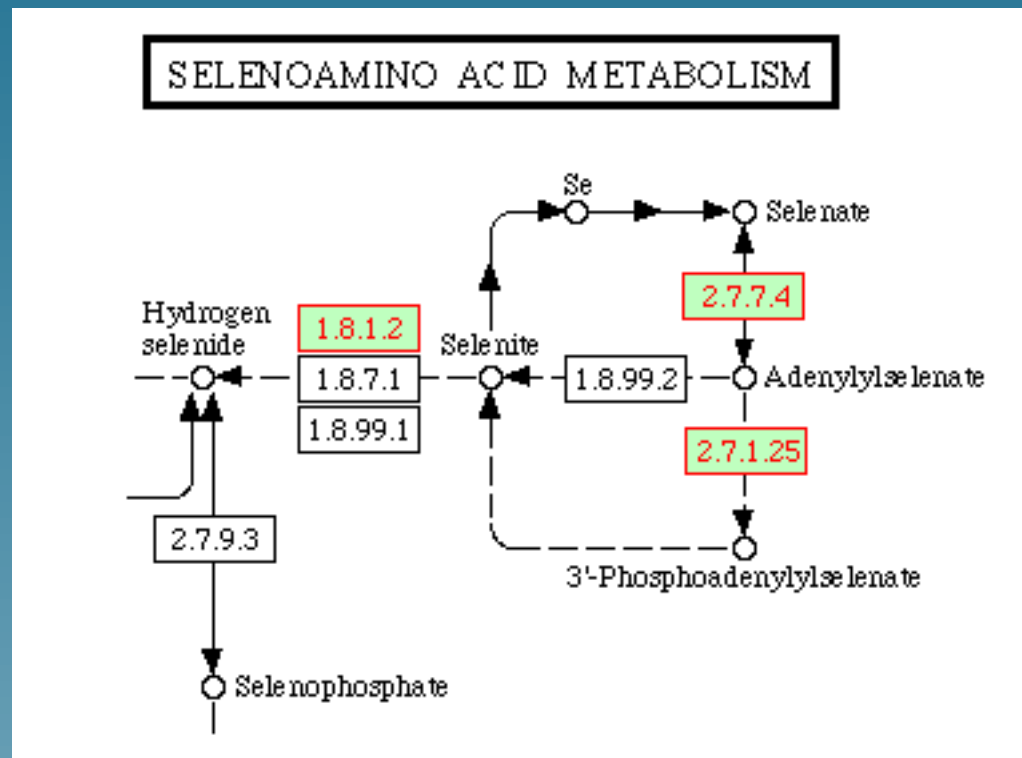 SELENOAMINO ACID METABOLISM
Se
Selenate
2.7.7.4
Hydrogen
selenide
1.8.1.2
Selenite
1.8.7.1
1.8.99.2
Adenylylselenate
1.8.99.1
2.7.1.25
2.7.9.3
3'-Phosphoadenylylselenate
Selenophosphate